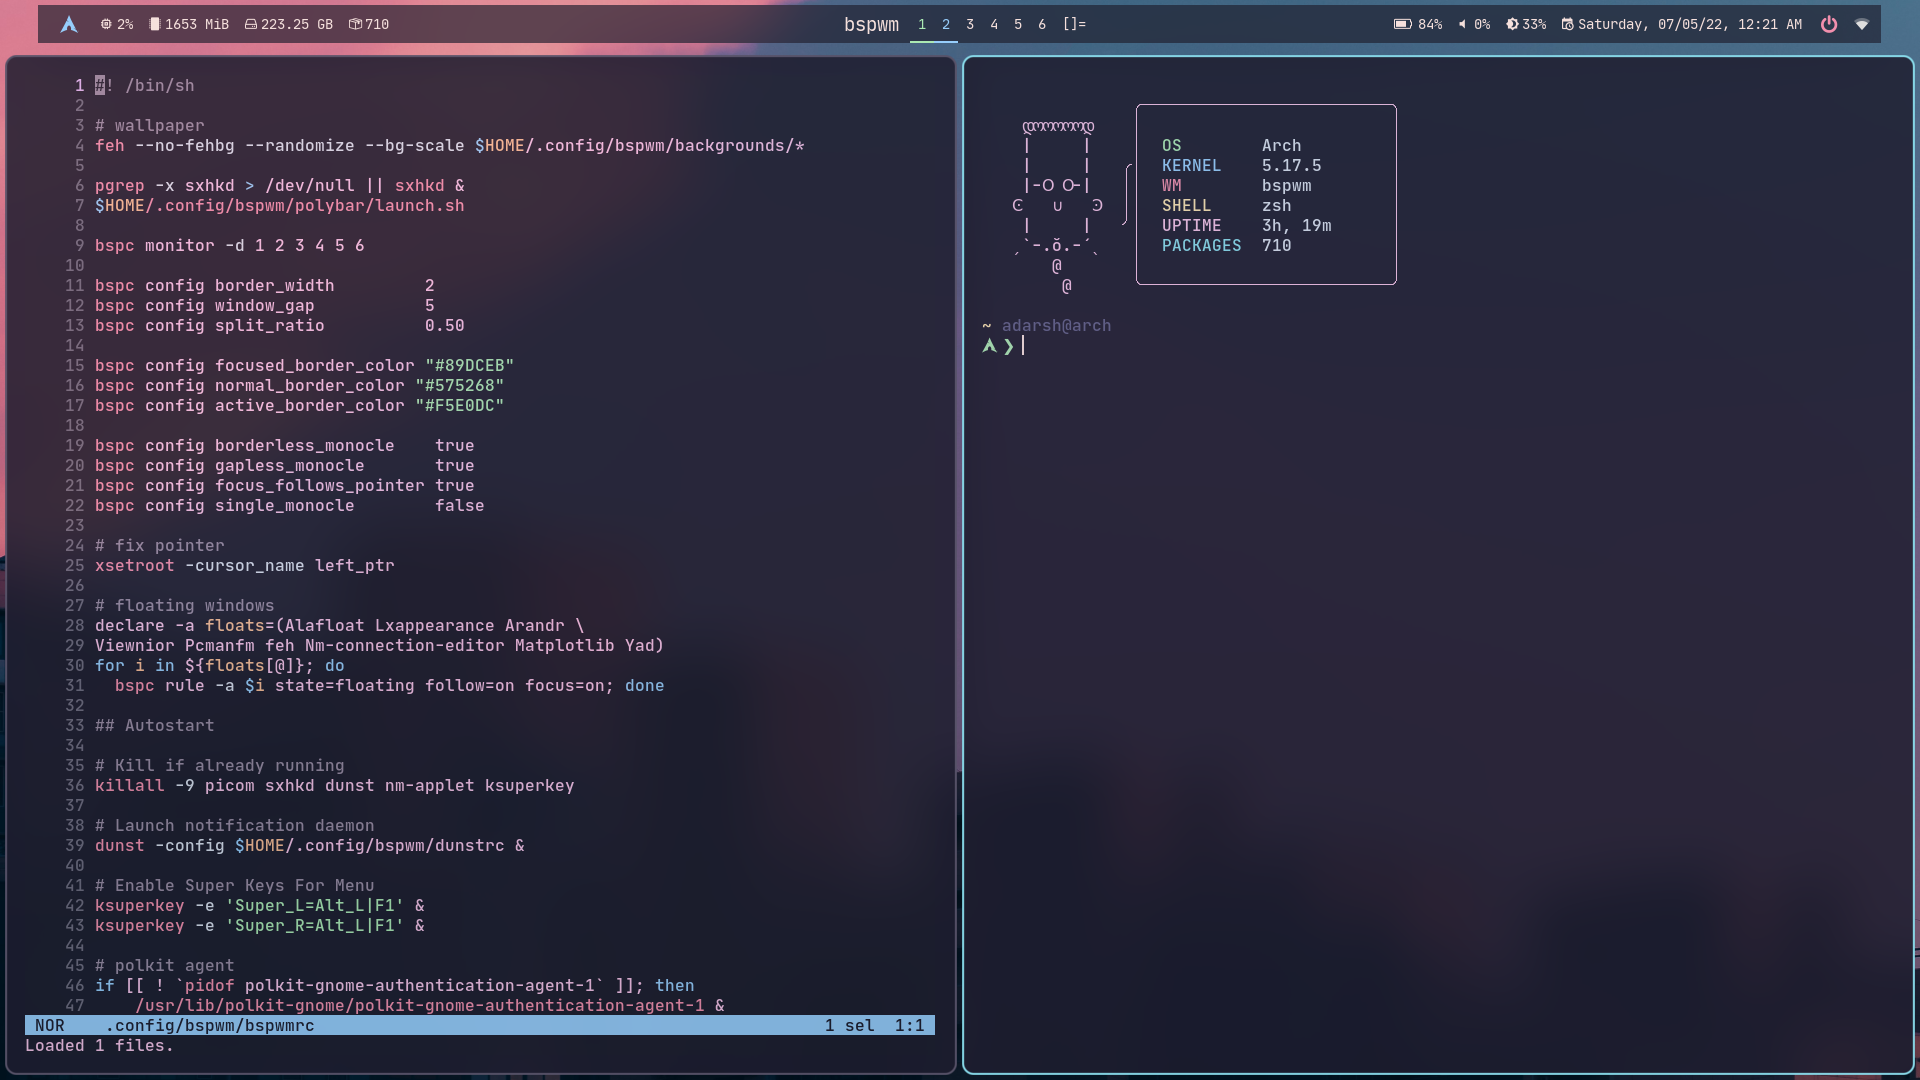 2% 1653 MiB 223.25 GB 710 bspwm 1 2 3 4 5 6 []= 84% 0% 33% Saturday, 07/05/22, 12:21 AM
1 #! /bin/sh
2
3 # wallpaper
4 feh --no-fehbg --randomize --bg-scale $HOME/.config/bspwm/backgrounds/*
5
6 pgrep -x sxhkd > /dev/null || sxhkd &
7 $HOME/.config/bspwm/polybar/launch.sh
8
9 bspc monitor -d 1 2 3 4 5 6
10
11 bspc config border_width         2
12 bspc config window_gap           5
13 bspc config split_ratio          0.50
14
15 bspc config focused_border_color "#89DCEB"
16 bspc config normal_border_color "#575268"
17 bspc config active_border_color "#F5E0DC"
18
19 bspc config borderless_monocle    true
20 bspc config gapless_monocle       true
21 bspc config focus_follows_pointer true
22 bspc config single_monocle        false
23
24 # fix pointer
25 xsetroot -cursor_name left_ptr
26
27 # floating windows
28 declare -a floats=(Alafloat Lxappearance Arandr \
29 Viewnior Pcmanfm feh Nm-connection-editor Matplotlib Yad)
30 for i in ${floats[@]}; do
31   bspc rule -a $i state=floating follow=on focus=on; done
32
33 ## Autostart
34
35 # Kill if already running
36 killall -9 picom sxhkd dunst nm-applet ksuperkey
37
38 # Launch notification daemon
39 dunst -config $HOME/.config/bspwm/dunstrc &
40
41 # Enable Super Keys For Menu
42 ksuperkey -e 'Super_L=Alt_L|F1' &
43 ksuperkey -e 'Super_R=Alt_L|F1' &
44
45 # polkit agent
46 if [[ ! `pidof polkit-gnome-authentication-agent-1` ]]; then
47     /usr/lib/polkit-gnome/polkit-gnome-authentication-agent-1 &
NOR .config/bspwm/bspwmrc 1 sel 1:1
Loaded 1 files.
OS Arch
KERNEL 5.17.5
WM bspwm
SHELL zsh
UPTIME 3h, 19m
PACKAGES 710
~ adarsh@arch
❯